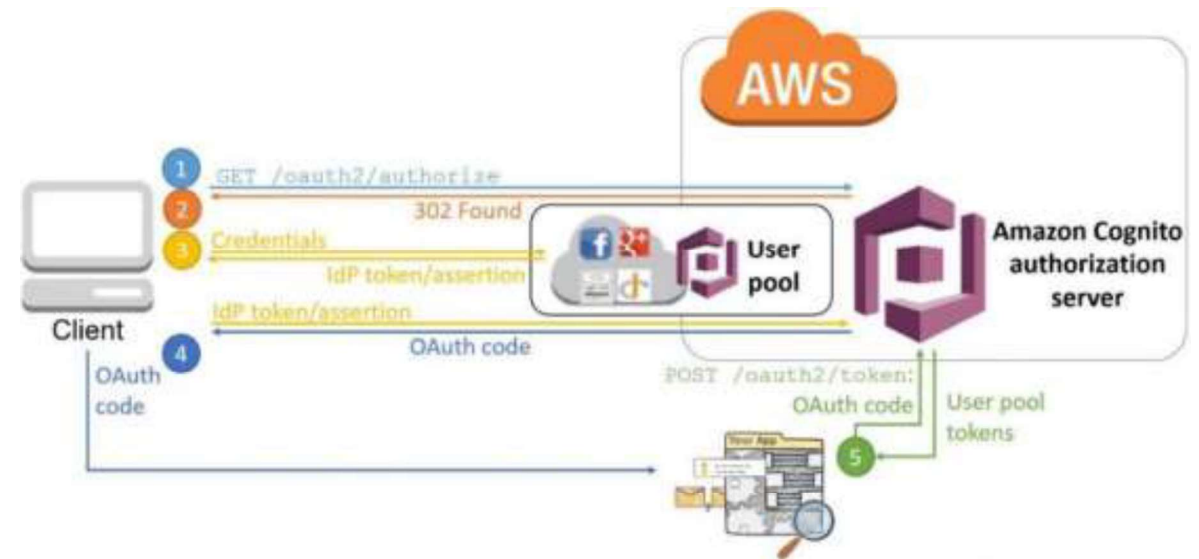 AWS
1
GET /oauth2/authorize
2
302 Found
3
Credentials
IdP token/assertion
User
pool
Amazon Cognito
authorization
server
Client
IdP token/assertion
4
OAuth code
OAuth
code
POST /oauth2/token:
OAuth code
User pool
tokens
Your App
5